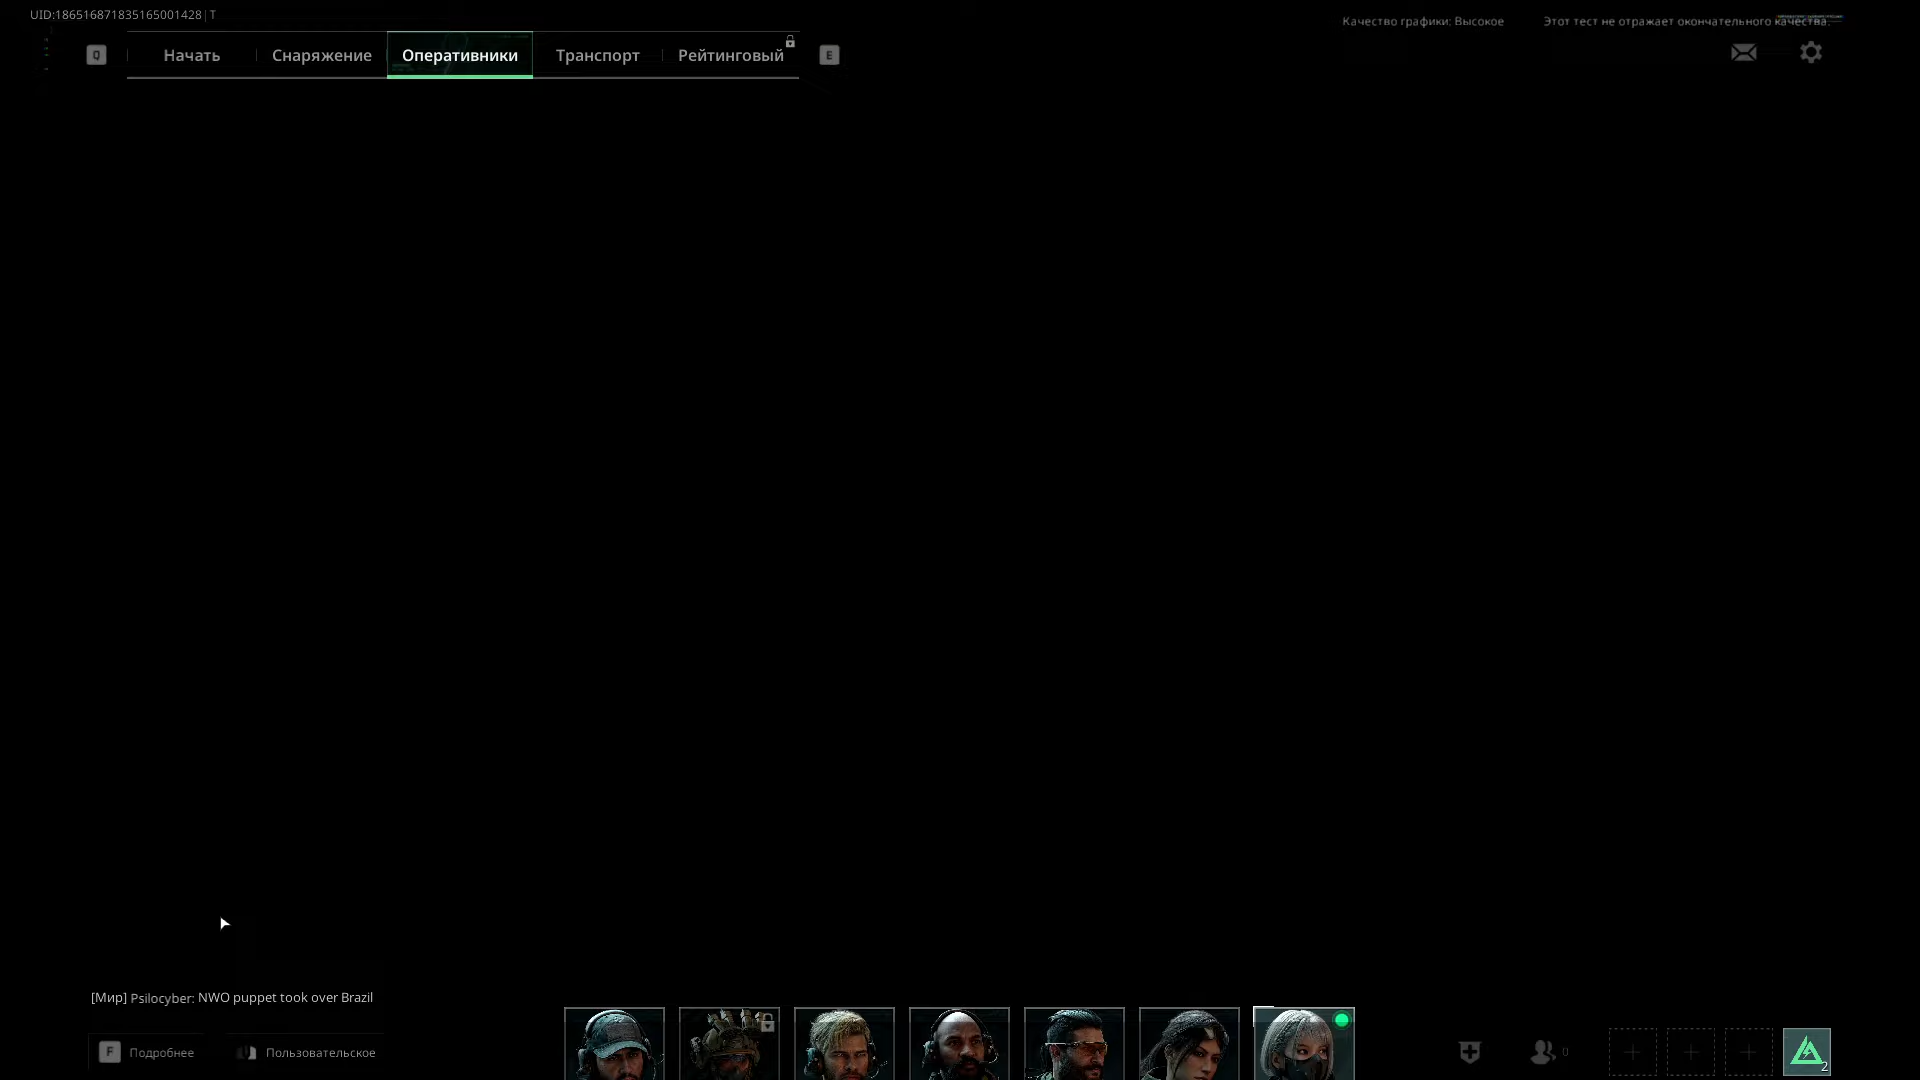 UID:186516871835165001428|T
Качество графики: Высокое
Этот тест не отражает окончательного качества.
Q
Начать
Снаряжение
Оперативники
Транспорт
Рейтинговый
E
[Мир] Psilocyber: NWO puppet took over Brazil
F Подробнее
Пользовательское
0
2